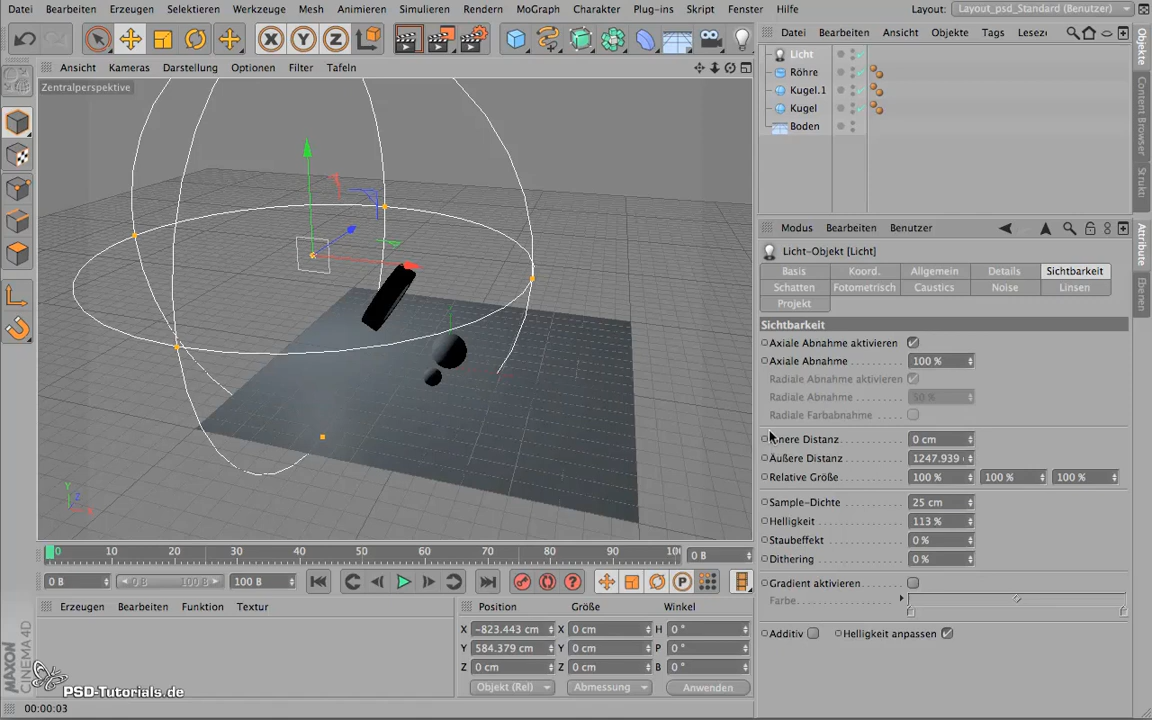 Datei Bearbeiten Erzeugen Selektieren Werkzeuge Mesh Animieren Simulieren Rendern MoGraph Charakter Plug-ins Skript Fenster Hilfe Layout: Layout_psd_Standard (Benutzer)
X Y Z
Datei Bearbeiten Ansicht Objekte Tags Lesez
Ansicht Kameras Darstellung Optionen Filter Tafeln
Zentralperspektive
Licht
Röhre
Kugel.1
Kugel
Boden
Objekte
Content Browser
Struktu
Modus Bearbeiten Benutzer
Attribute
Ebenen
Licht-Objekt [Licht]
Basis Koord. Allgemein Details Sichtbarkeit
Schatten Fotometrisch Caustics Noise Linsen
Projekt
Sichtbarkeit
Axiale Abnahme aktivieren
Axiale Abnahme 100 %
Radiale Abnahme aktivieren
Radiale Abnahme 50 %
Radiale Farbabnahme
Innere Distanz 0 cm
Äußere Distanz 1247.939
Relative Größe 100 % 100 % 100 %
Sample-Dichte 25 cm
Helligkeit 113 %
Staubeffekt 0 %
Dithering 0 %
Gradient aktivieren
Farbe
Additiv Helligkeit anpassen
Y
Z
X
0 10 20 30 40 50 60 70 80 90 100 0 B
0 B 0 B 100 B 100 B
Erzeugen Bearbeiten Funktion Textur
Position Größe Winkel
X -823.443 cm X 0 cm H 0 °
Y 584.379 cm Y 0 cm P 0 °
Z 0 cm Z 0 cm B 0 °
Objekt (Rel) Abmessung Anwenden
MAXON CINEMA 4D
PSD-Tutorials.de
00:00:03